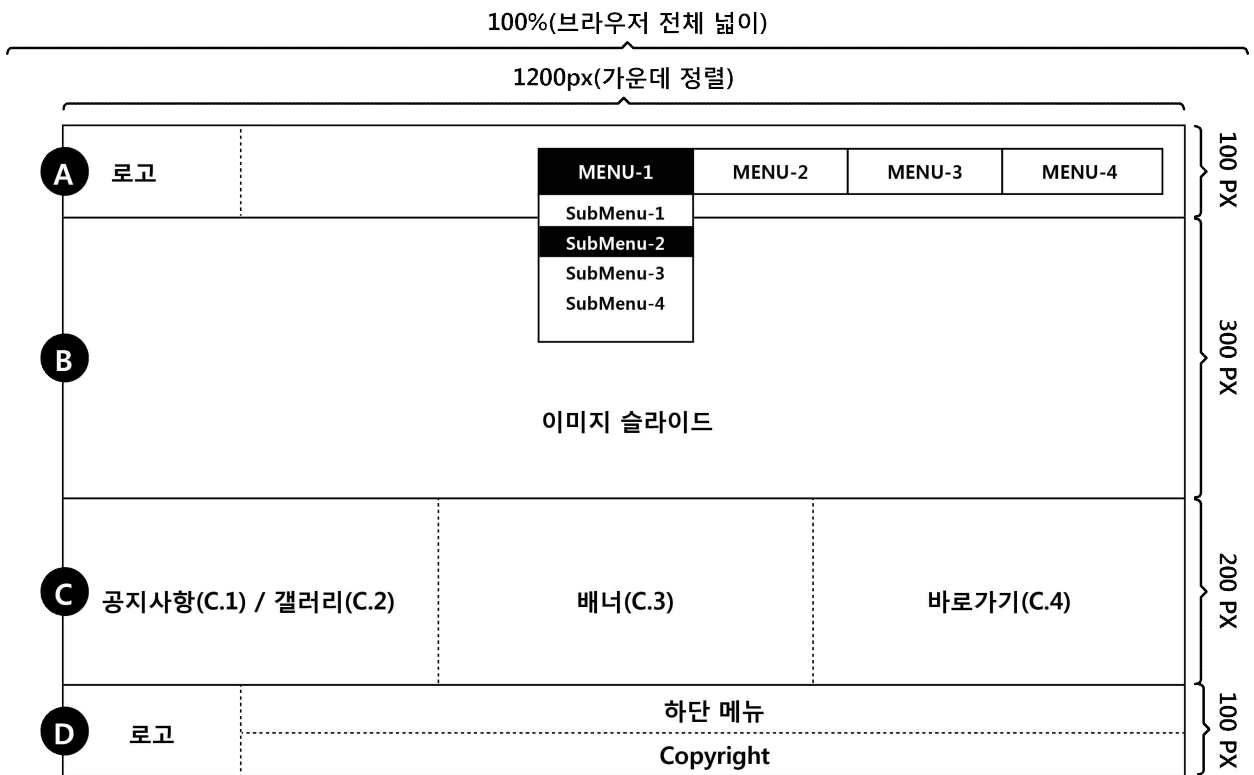 100%(브라우저 전체 넓이)
1200px(가운데 정렬)
A
로고
MENU-1
MENU-2
MENU-3
MENU-4
100 PX
SubMenu-1
SubMenu-2
SubMenu-3
SubMenu-4
B
이미지 슬라이드
300 PX
C
공지사항(C.1) / 갤러리(C.2)
배너(C.3)
바로가기(C.4)
200 PX
D
로고
하단 메뉴
Copyright
100 PX